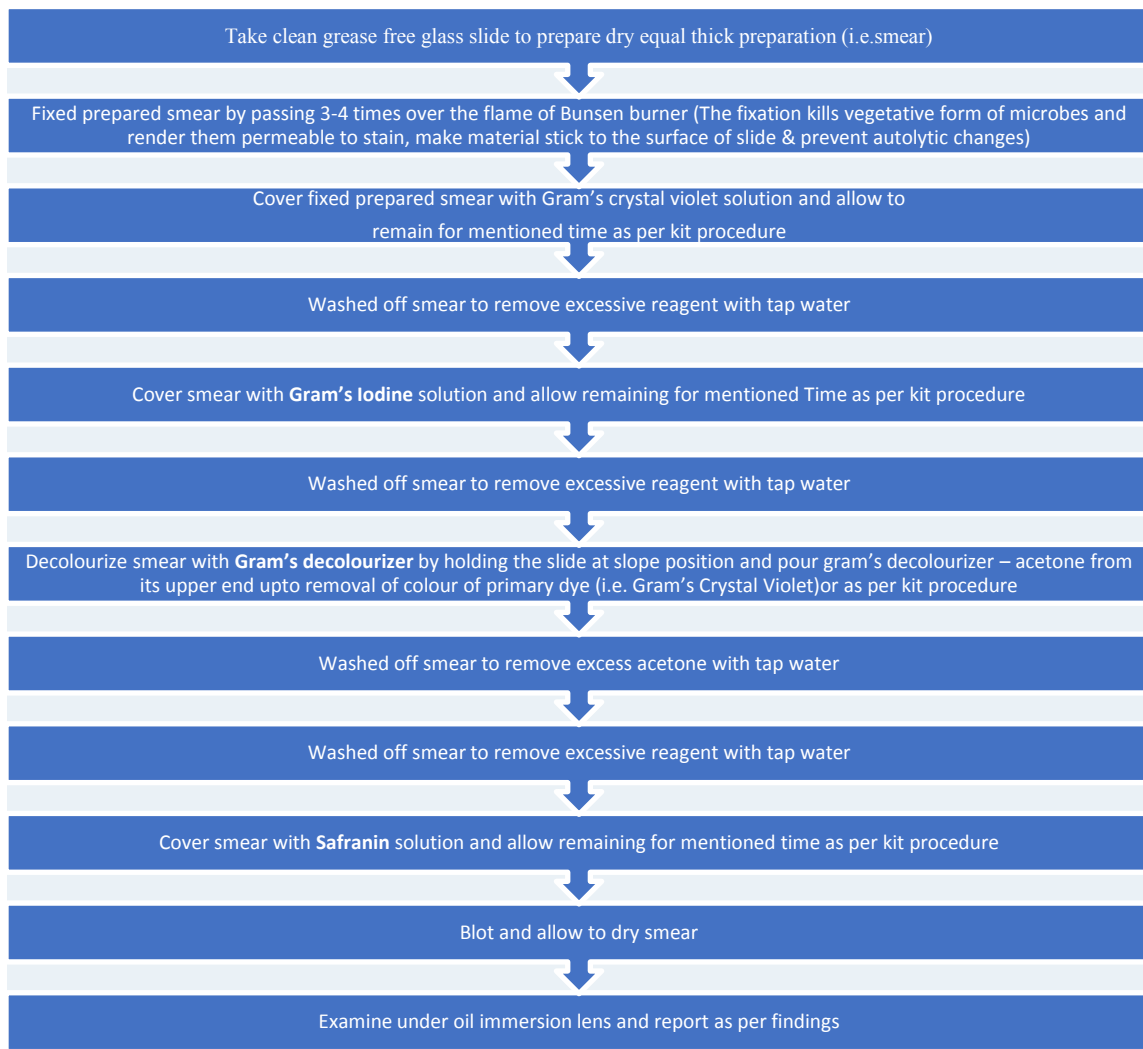 Take clean grease free glass slide to prepare dry equal thick preparation (i.e.smear)
Fixed prepared smear by passing 3-4 times over the flame of Bunsen burner (The fixation kills vegetative form of microbes and
render them permeable to stain, make material stick to the surface of slide & prevent autolytic changes)
Cover fixed prepared smear with Gram’s crystal violet solution and allow to
remain for mentioned time as per kit procedure
Washed off smear to remove excessive reagent with tap water
Cover smear with Gram’s Iodine solution and allow remaining for mentioned Time as per kit procedure
Washed off smear to remove excessive reagent with tap water
Decolourize smear with Gram’s decolourizer by holding the slide at slope position and pour gram’s decolourizer – acetone from
its upper end upto removal of colour of primary dye (i.e. Gram’s Crystal Violet)or as per kit procedure
Washed off smear to remove excess acetone with tap water
Washed off smear to remove excessive reagent with tap water
Cover smear with Safranin solution and allow remaining for mentioned time as per kit procedure
Blot and allow to dry smear
Examine under oil immersion lens and report as per findings